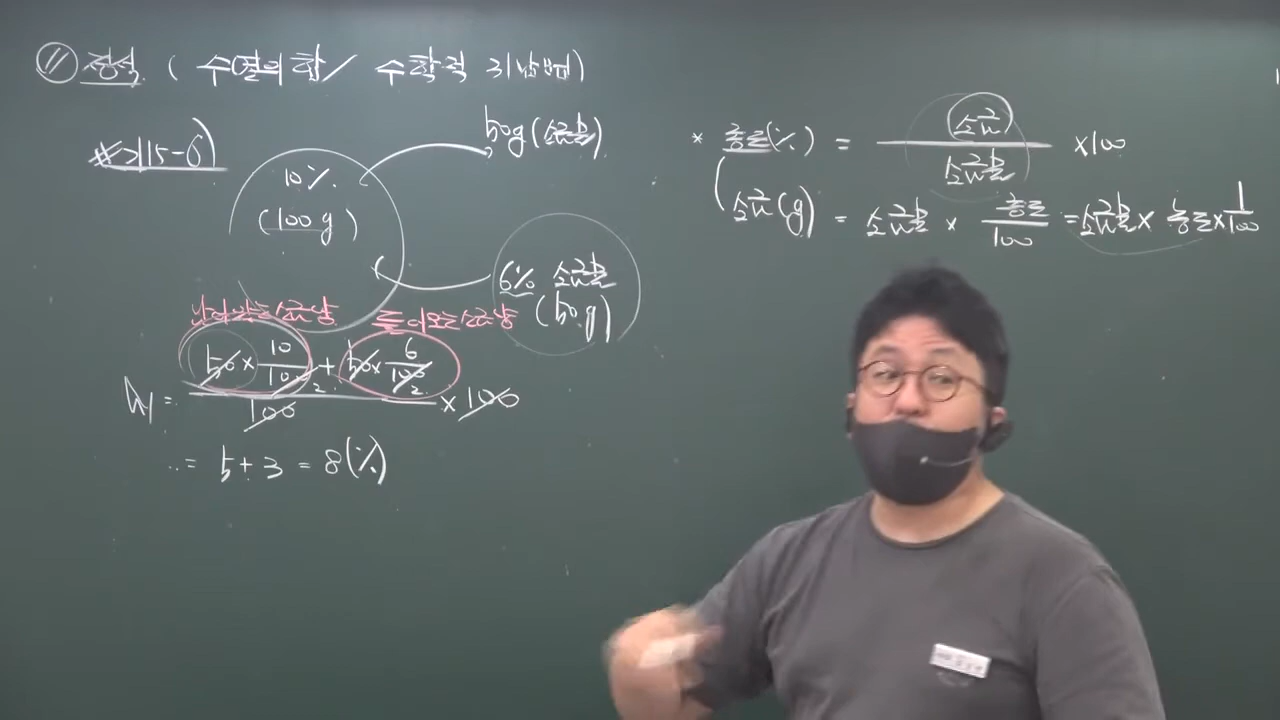 ⑪ 정석 ( 수열의 합 / 수학적 귀납법)
#기15-6)
10%
(100g)
50g (소금물)
6% 소금물
(50g)
남아있는 소금양
들어오는 소금양
a₁ = (50 × 10/100 + 50 × 6/100) / 100 × 100
∴ = 5 + 3 = 8(%)
* 농도(%) = 소금 / 소금물 × 100
소금(g) = 소금물 × 농도/100 = 소금물 × 농도 × 1/100